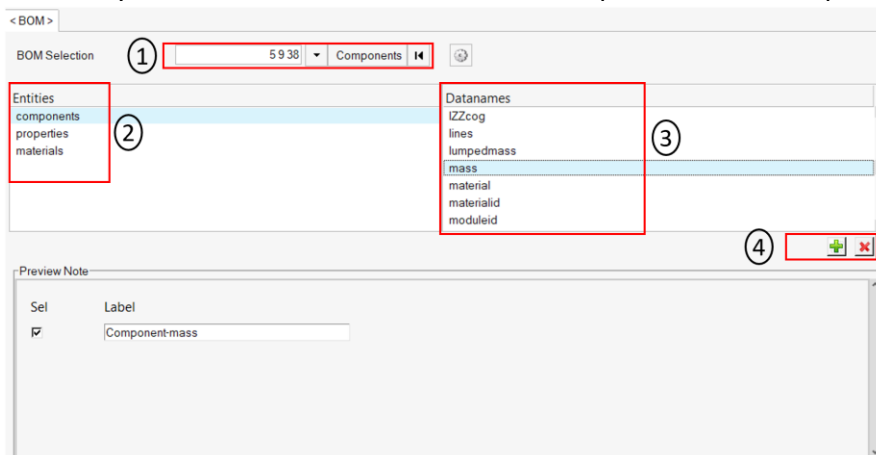 < BOM >
BOM Selection 1 5 9 38 Components
Entities Datanames
components IZZcog
properties 2 lines 3
materials lumpedmass
mass
material
materialid
moduleid
4
Preview Note
Sel Label
Component-mass